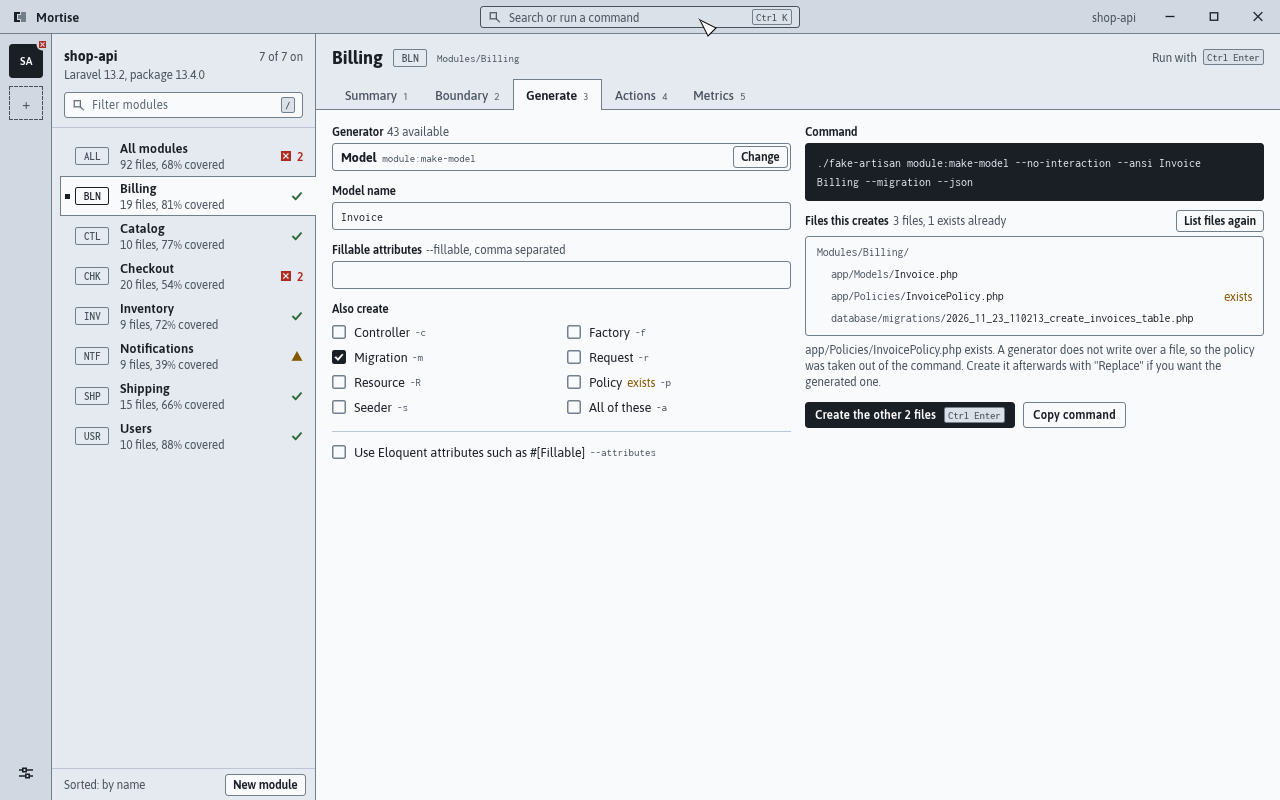 Mortise
Search or run a command
Ctrl K
shop-api
SA
+
shop-api
7 of 7 on
Laravel 13.2, package 13.4.0
Filter modules
/
ALL
All modules
92 files, 68% covered
2
BLN
Billing
19 files, 81% covered
CTL
Catalog
10 files, 77% covered
CHK
Checkout
20 files, 54% covered
2
INV
Inventory
9 files, 72% covered
NTF
Notifications
9 files, 39% covered
SHP
Shipping
15 files, 66% covered
USR
Users
10 files, 88% covered
Sorted: by name
New module
Billing BLN Modules/Billing
Run with Ctrl Enter
Summary 1
Boundary 2
Generate 3
Actions 4
Metrics 5
Generator 43 available
Model module:make-model
Change
Model name
Invoice
Fillable attributes --fillable, comma separated
Also create
Controller -c
Factory -f
Migration -m
Request -r
Resource -R
Policy exists -p
Seeder -s
All of these -a
Use Eloquent attributes such as #[Fillable] --attributes
Command
./fake-artisan module:make-model --no-interaction --ansi Invoice
Billing --migration --json
Files this creates 3 files, 1 exists already
List files again
Modules/Billing/
app/Models/Invoice.php
app/Policies/InvoicePolicy.php
exists
database/migrations/2026_11_23_110213_create_invoices_table.php
app/Policies/InvoicePolicy.php exists. A generator does not write over a file, so the policy
was taken out of the command. Create it afterwards with "Replace" if you want the
generated one.
Create the other 2 files Ctrl Enter
Copy command